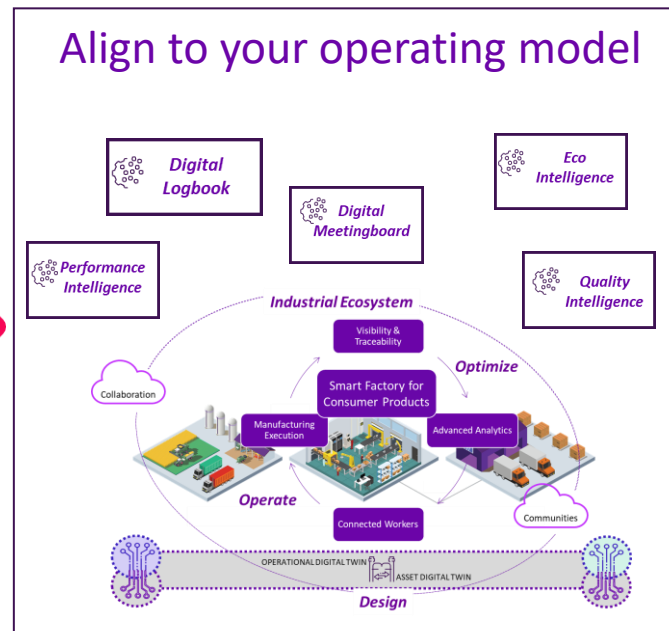 Align to your operating model
Digital
Logbook
Eco
Intelligence
Digital
Meetingboard
Performance
Intelligence
Quality
Intelligence
Industrial Ecosystem
Visibility &
Traceability
Optimize
Collaboration
Smart Factory for
Consumer Products
Manufacturing
Execution
Advanced Analytics
Operate
Connected Workers
Communities
OPERATIONAL DIGITAL TWIN
ASSET DIGITAL TWIN
Design